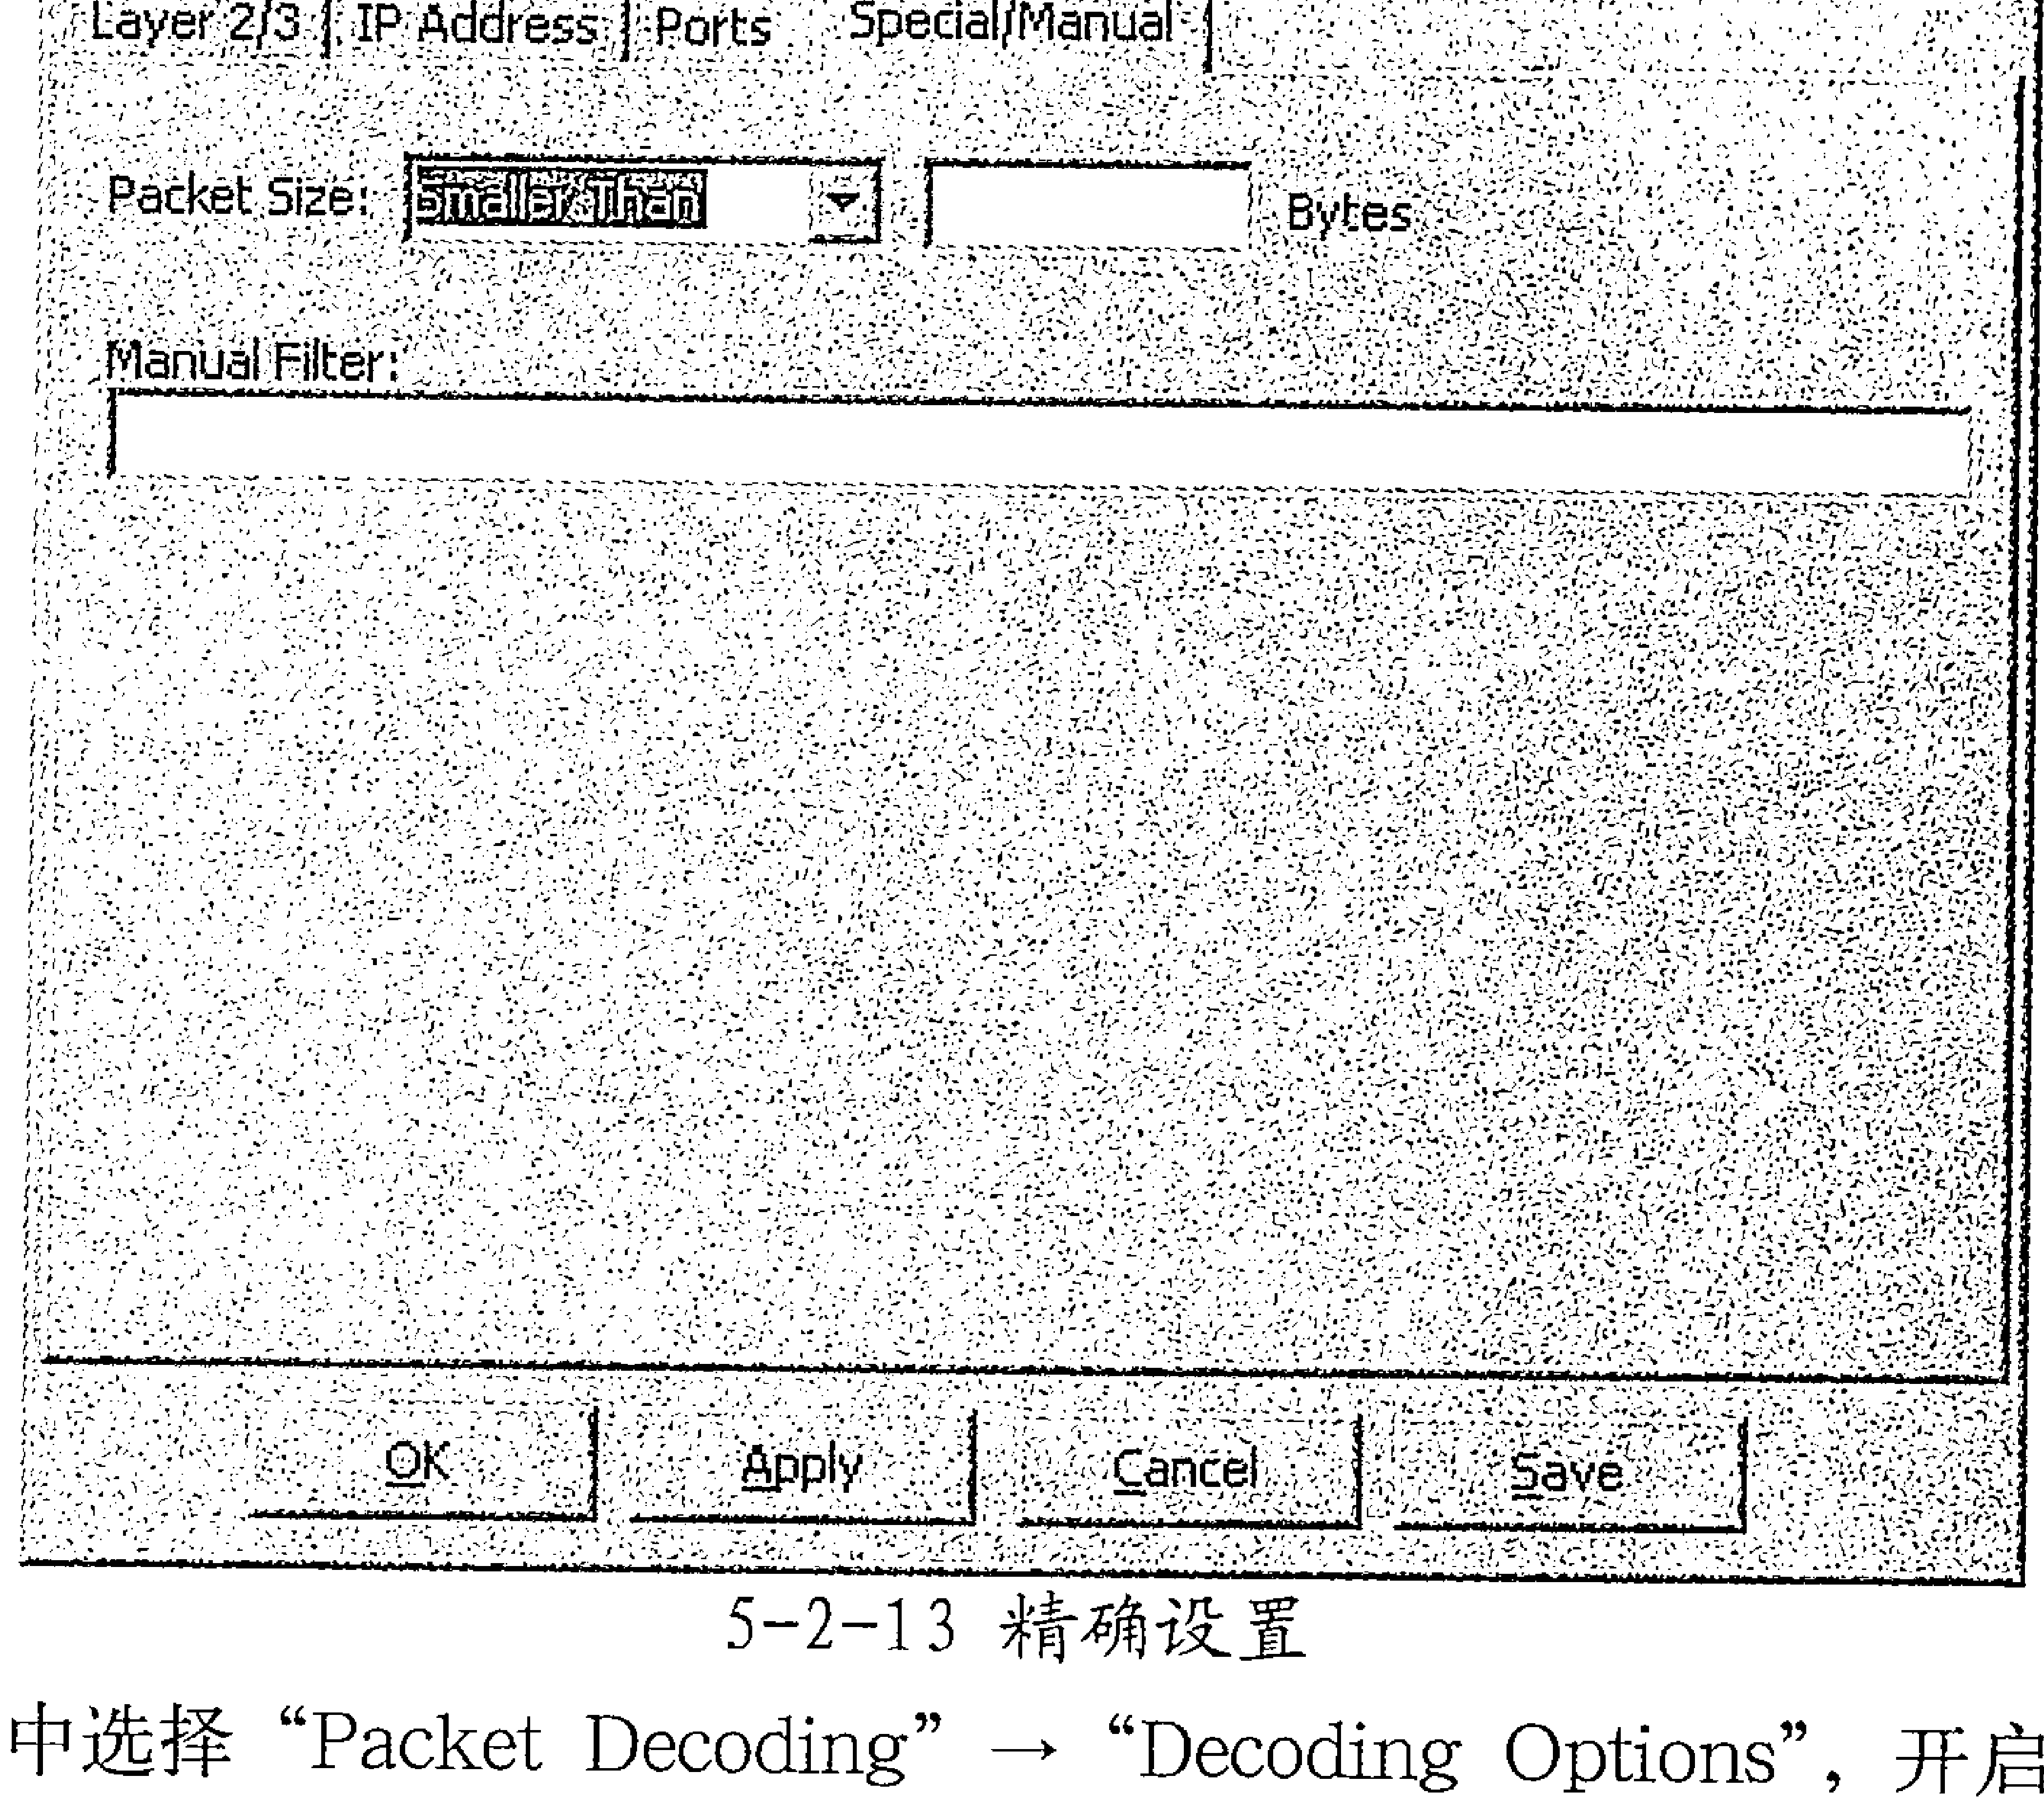 Layer 2/3 IP Address Ports Special/Manual
Packet Size: Smaller Than Bytes
Manual Filter:
OK Apply Cancel Save
5-2-13 精确设置
中选择 “Packet Decoding” → “Decoding Options”, 开启